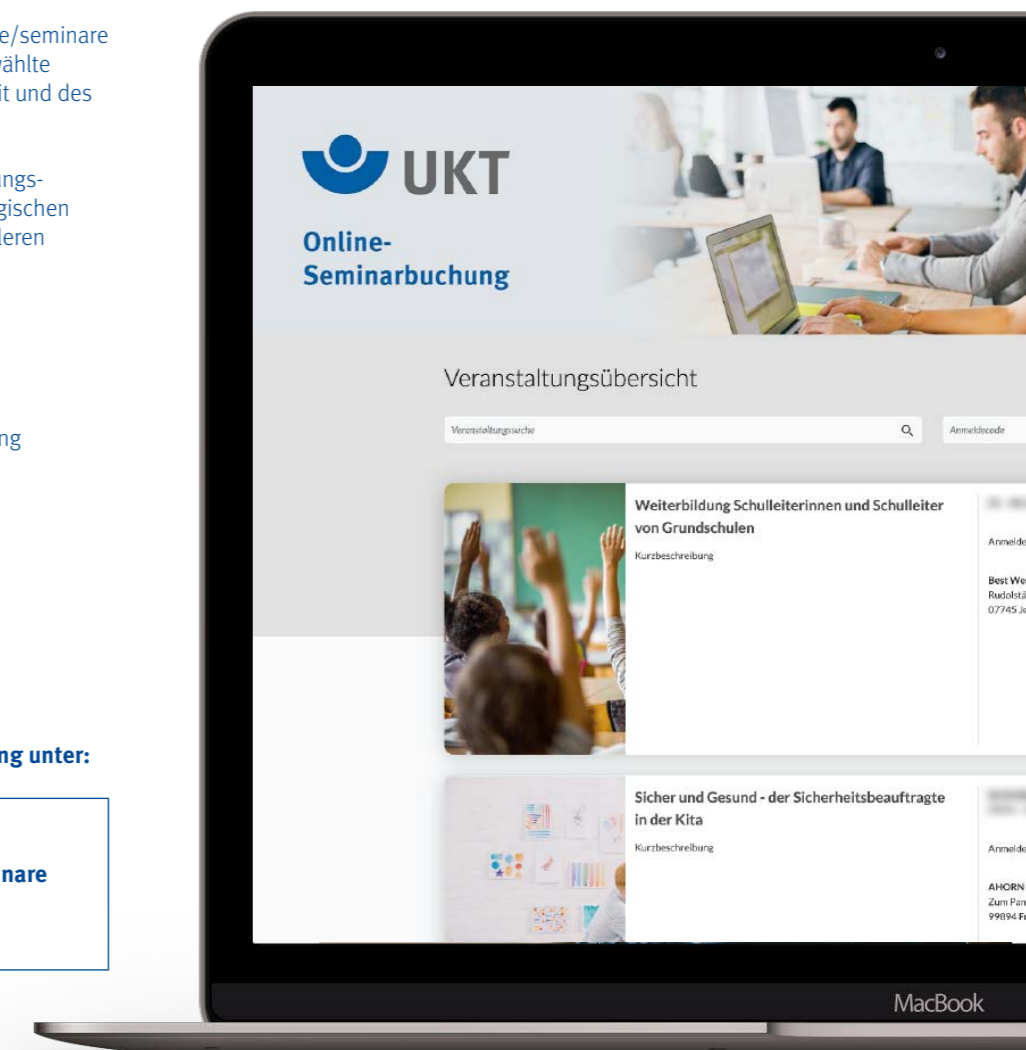 e/seminare
wählte
it und des
ungs-
gischen
deren
ng
ng unter:
nare
UKT
Online-
Seminarbuchung
Veranstaltungsübersicht
Veranstaltungssuche
Anmeldecode
Weiterbildung Schulleiterinnen und Schulleiter
von Grundschulen
Kurzbeschreibung
Anmelde
Best We
Rudolstä
07745 Je
Sicher und Gesund - der Sicherheitsbeauftragte
in der Kita
Kurzbeschreibung
Anmelde
AHORN
Zum Pan
99894 Fr
MacBook